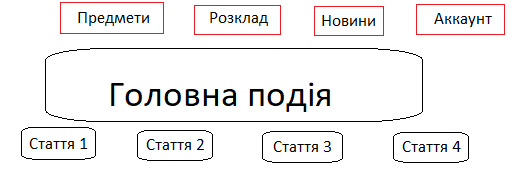 Предмети Розклад Новини Аккаунт
Головна подія
Стаття 1 Стаття 2 Стаття 3 Стаття 4